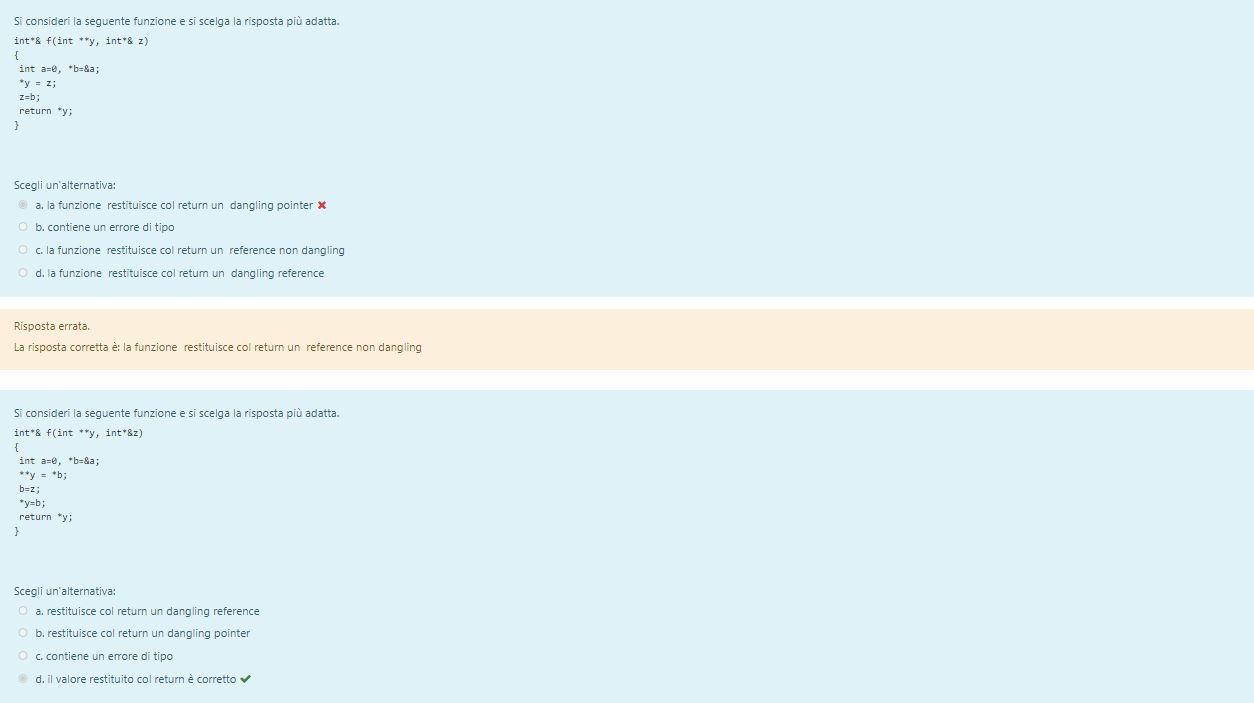 Si consideri la seguente funzione e si scelga la risposta più adatta.
int*& f(int **y, int*& z)
{
int a=0, *b=&a;
*y = z;
z=b;
return *y;
}
Scegli un'alternativa:
a. la funzione restituisce col return un dangling pointer
b. contiene un errore di tipo
c. la funzione restituisce col return un reference non dangling
d. la funzione restituisce col return un dangling reference
Risposta errata.
La risposta corretta è: la funzione restituisce col return un reference non dangling
Si consideri la seguente funzione e si scelga la risposta più adatta.
int*& f(int **y, int*&z)
{
int a=0, *b=&a;
**y = *b;
b=z;
*y=b;
return *y;
}
Scegli un'alternativa:
a. restituisce col return un dangling reference
b. restituisce col return un dangling pointer
c. contiene un errore di tipo
d. il valore restituito col return è corretto